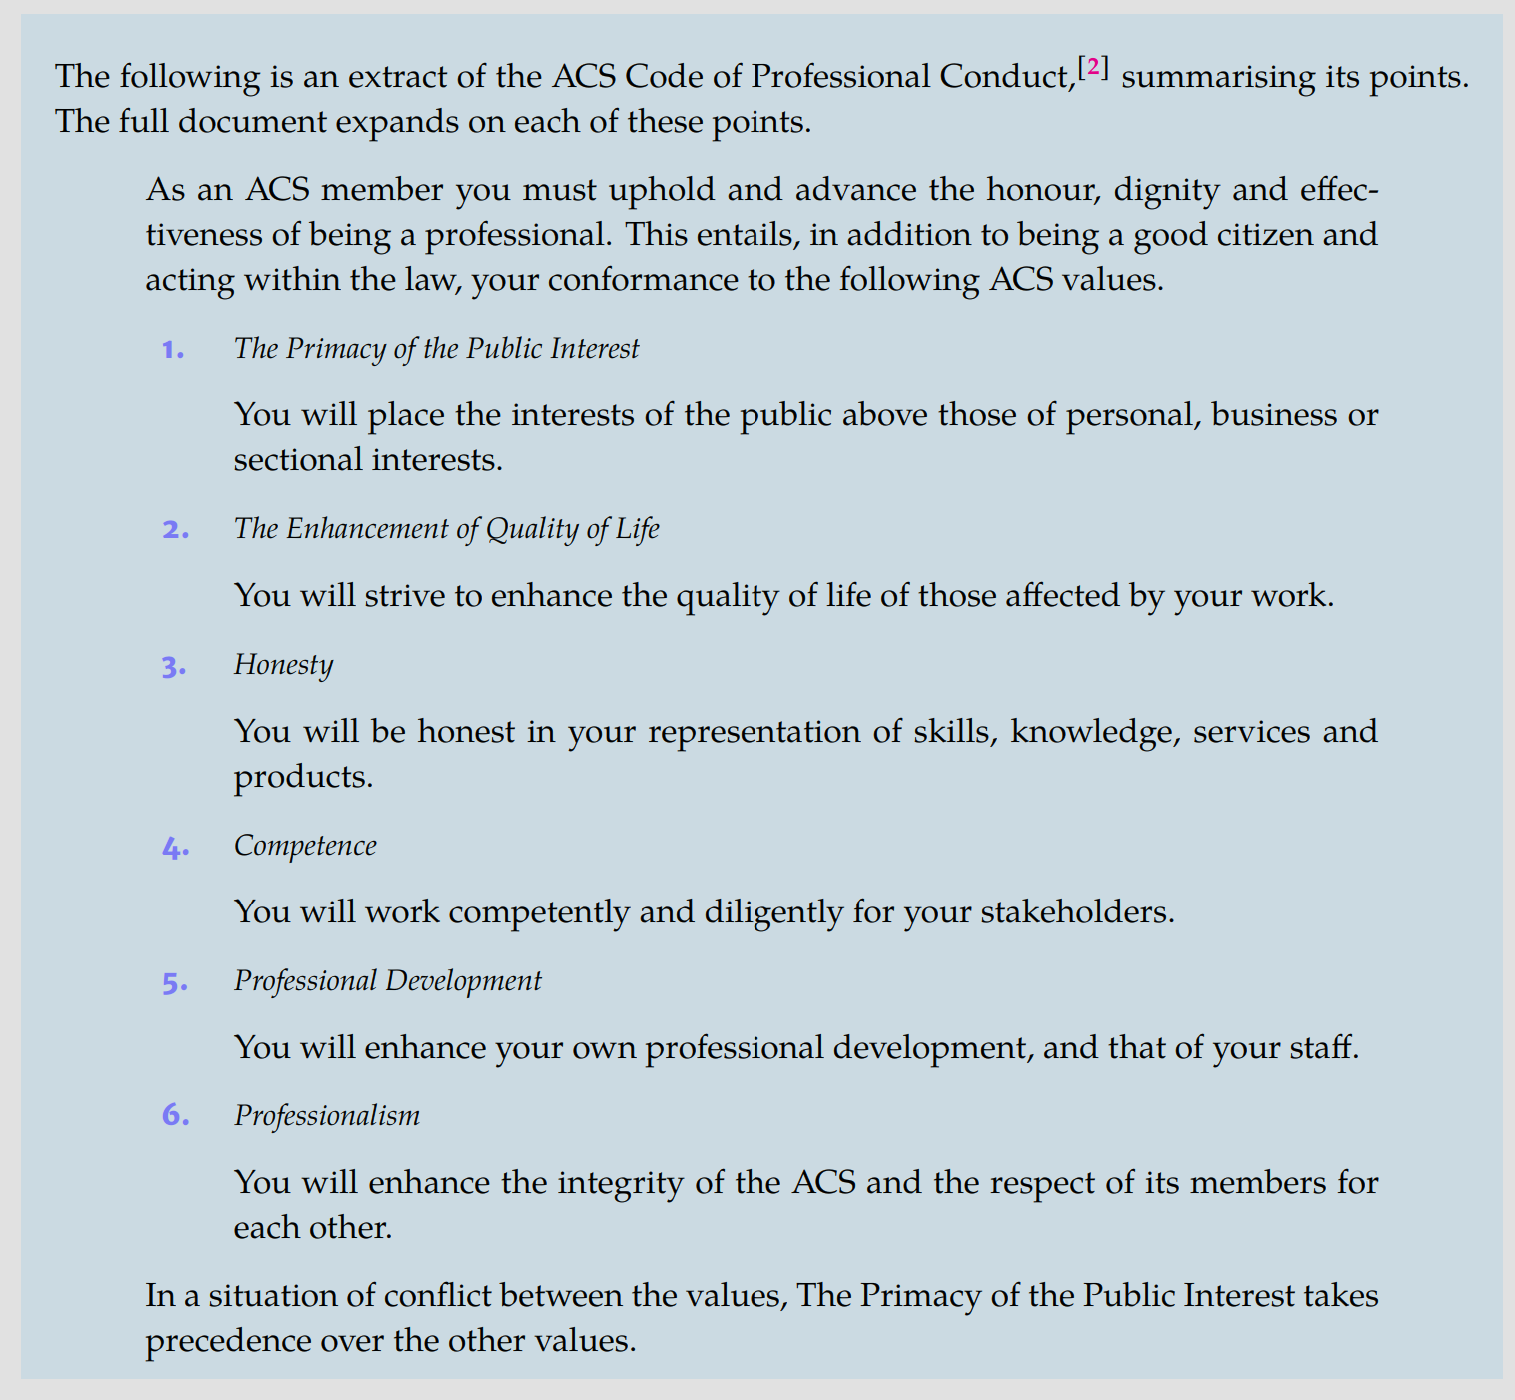 The following is an extract of the ACS Code of Professional Conduct,[2] summarising its points.
The full document expands on each of these points.
As an ACS member you must uphold and advance the honour, dignity and effec-
tiveness of being a professional. This entails, in addition to being a good citizen and
acting within the law, your conformance to the following ACS values.
1. The Primacy of the Public Interest
You will place the interests of the public above those of personal, business or
sectional interests.
2. The Enhancement of Quality of Life
You will strive to enhance the quality of life of those affected by your work.
3. Honesty
You will be honest in your representation of skills, knowledge, services and
products.
4. Competence
You will work competently and diligently for your stakeholders.
5. Professional Development
You will enhance your own professional development, and that of your staff.
6. Professionalism
You will enhance the integrity of the ACS and the respect of its members for
each other.
In a situation of conflict between the values, The Primacy of the Public Interest takes
precedence over the other values.